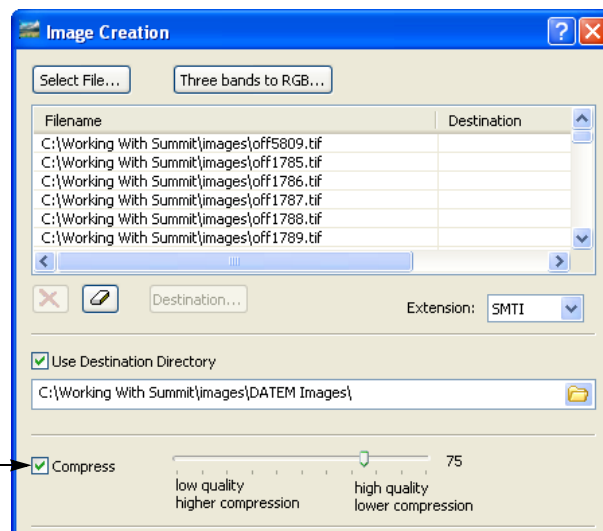 Image Creation
Select File... Three bands to RGB...
Filename Destination
C:\Working With Summit\images\off5809.tif
C:\Working With Summit\images\off1785.tif
C:\Working With Summit\images\off1786.tif
C:\Working With Summit\images\off1787.tif
C:\Working With Summit\images\off1788.tif
C:\Working With Summit\images\off1789.tif
Destination... Extension: SMTI
Use Destination Directory
C:\Working With Summit\images\DATEM Images\
Compress 75
low quality high quality
higher compression lower compression